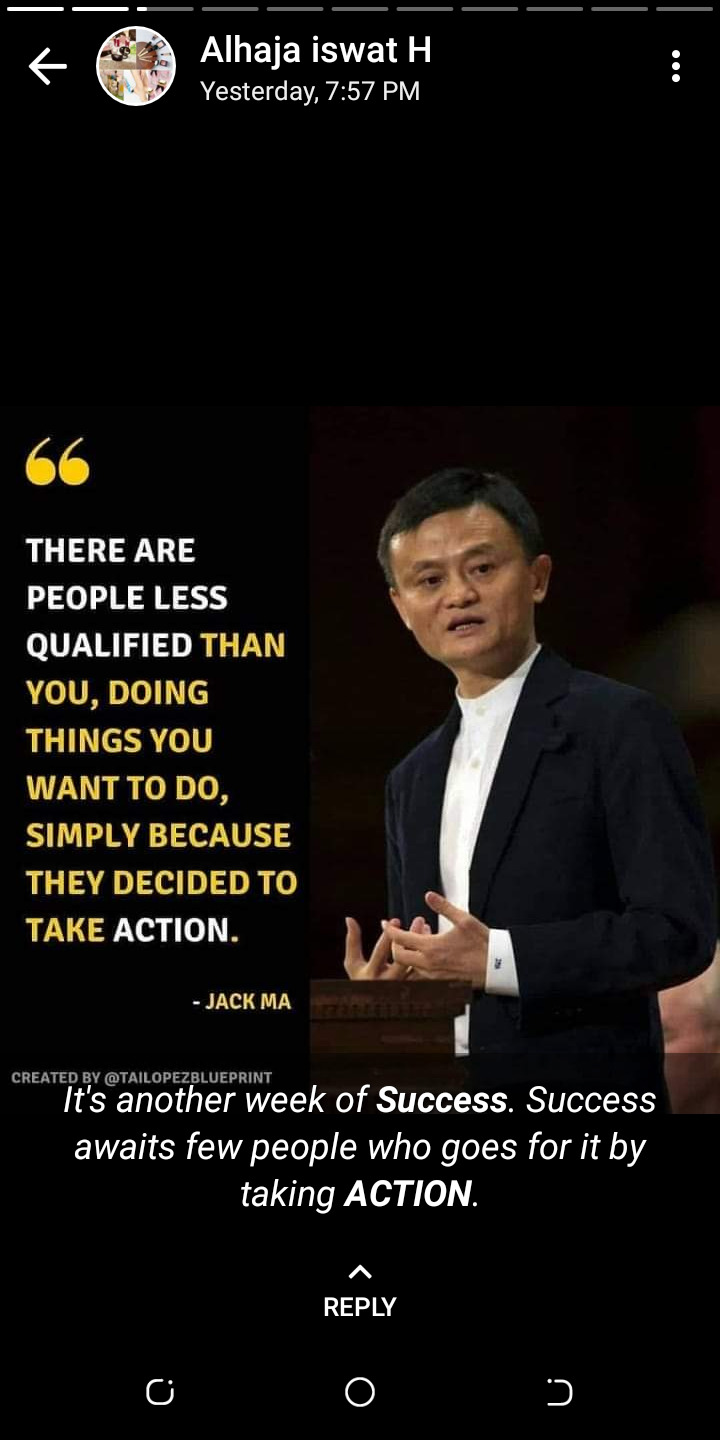 Alhaja iswat H
Yesterday, 7:57 PM
THERE ARE
PEOPLE LESS
QUALIFIED THAN
YOU, DOING
THINGS YOU
WANT TO DO,
SIMPLY BECAUSE
THEY DECIDED TO
TAKE ACTION.
- JACK MA
CREATED BY @TAILOPEZBLUEPRINT
It's another week of Success. Success
awaits few people who goes for it by
taking ACTION.
REPLY